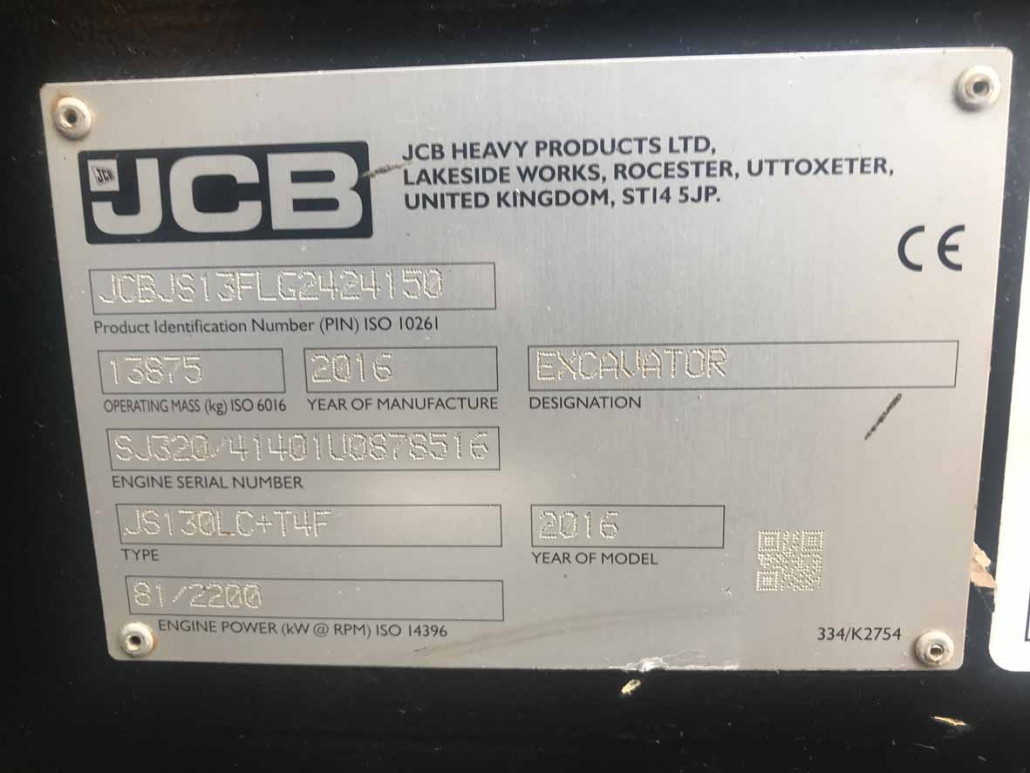 JCB
JCB HEAVY PRODUCTS LTD,
LAKESIDE WORKS, ROCESTER, UTTOXETER,
UNITED KINGDOM, ST14 5JP.
CE
JCBJS13FLG2424150
Product Identification Number (PIN) ISO 10261
13875
2016
EXCAVATOR
OPERATING MASS (kg) ISO 6016
YEAR OF MANUFACTURE
DESIGNATION
SJ320/41401U0878516
ENGINE SERIAL NUMBER
JS130LC+T4F
2016
TYPE
YEAR OF MODEL
81/2200
ENGINE POWER (kW @ RPM) ISO 14396
334/K2754